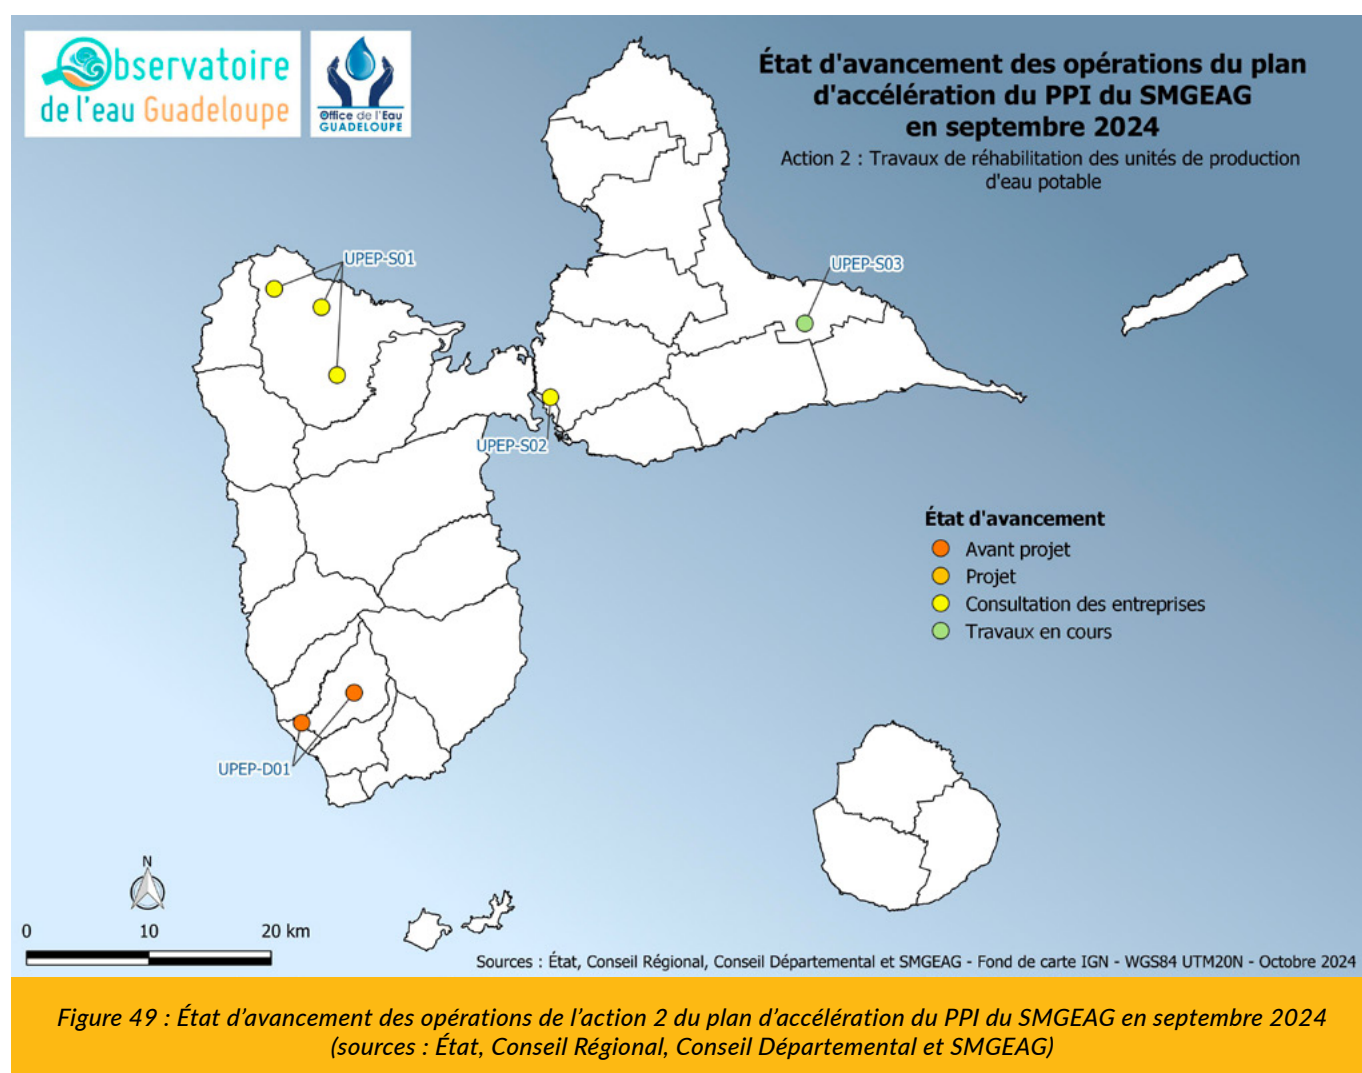 Observatoire
de l'eau Guadeloupe
Office de l'Eau
GUADELOUPE
État d'avancement des opérations du plan
d'accélération du PPI du SMGEAG
en septembre 2024
Action 2 : Travaux de réhabilitation des unités de production
d'eau potable
UPEP-S01
UPEP-S03
UPEP-S02
UPEP-D01
État d'avancement
Avant projet
Projet
Consultation des entreprises
Travaux en cours
N
0 10 20 km
Sources : État, Conseil Régional, Conseil Départemental et SMGEAG - Fond de carte IGN - WGS84 UTM20N - Octobre 2024
Figure 49 : État d’avancement des opérations de l’action 2 du plan d’accélération du PPI du SMGEAG en septembre 2024
(sources : État, Conseil Régional, Conseil Départemental et SMGEAG)